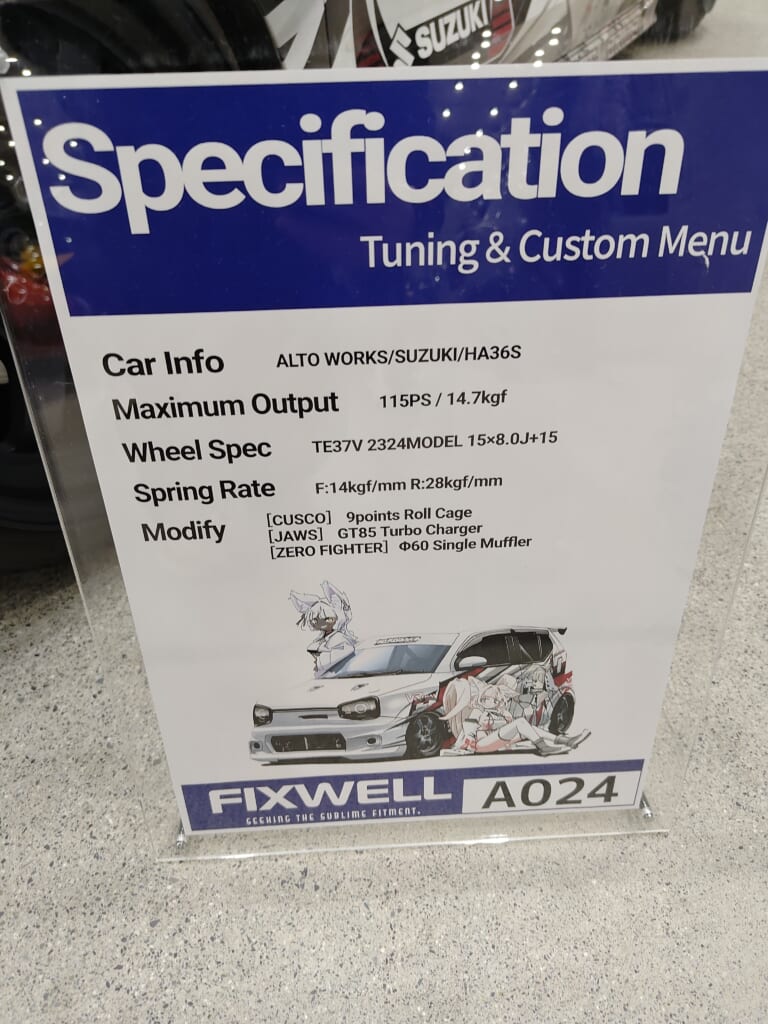 SUZUKI
Specification
Tuning & Custom Menu
Car Info ALTO WORKS/SUZUKI/HA36S
Maximum Output 115PS / 14.7kgf
Wheel Spec TE37V 2324MODEL 15×8.0J+15
Spring Rate F:14kgf/mm R:28kgf/mm
Modify [CUSCO] 9points Roll Cage
[JAWS] GT85 Turbo Charger
[ZERO FIGHTER] Φ60 Single Muffler
FIXWELL A024
SEEKING THE SUBLIME FITMENT.